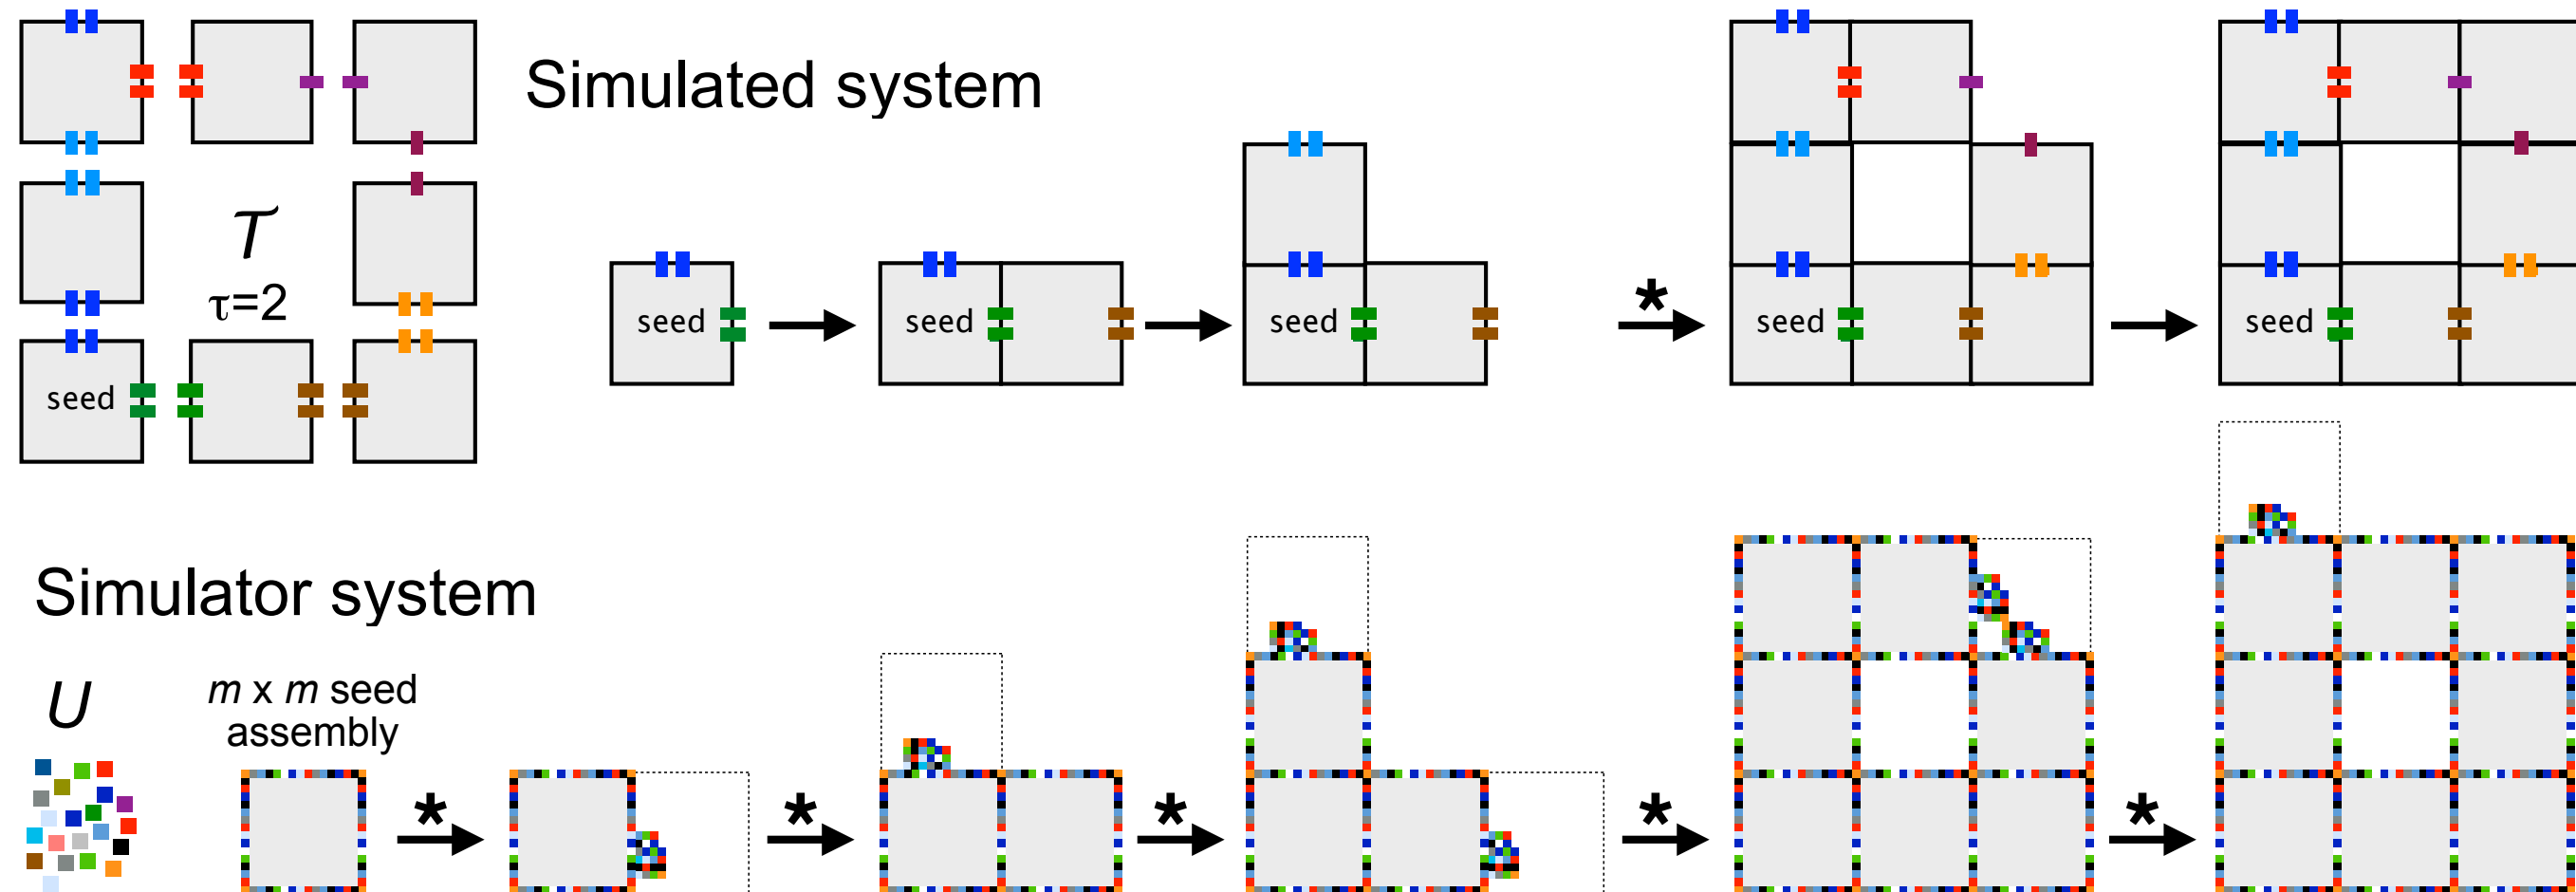 Simulated system
T
τ=2
seed
seed
seed
seed
*
seed
seed
Simulator system
U
m x m seed
assembly
*
*
*
*
*